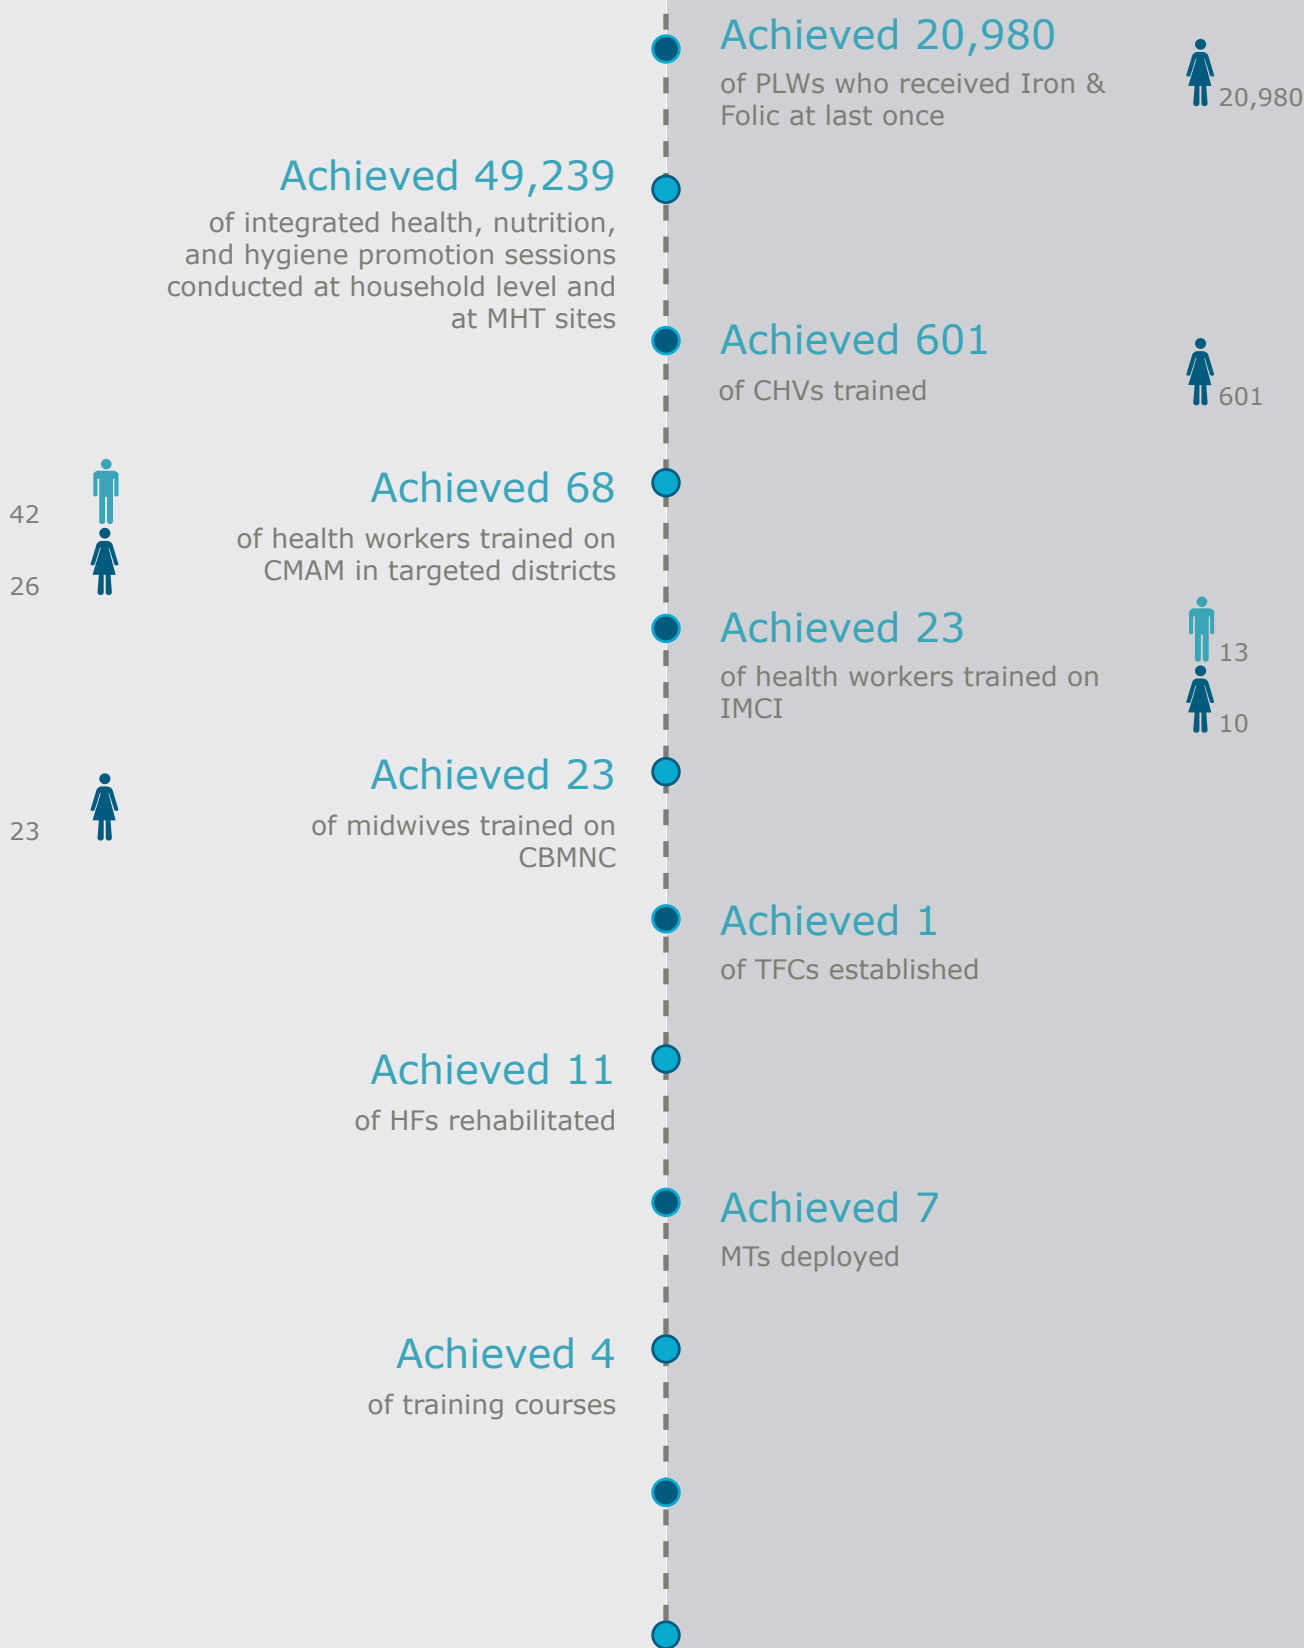 Achieved 20,980
of PLWs who received Iron &
Folic at last once
20,980
Achieved 49,239
of integrated health, nutrition,
and hygiene promotion sessions
conducted at household level and
at MHT sites
Achieved 601
of CHVs trained
601
42
26
Achieved 68
of health workers trained on
CMAM in targeted districts
Achieved 23
of health workers trained on
IMCI
13
10
23
Achieved 23
of midwives trained on
CBMNC
Achieved 1
of TFCs established
Achieved 11
of HFs rehabilitated
Achieved 7
MTs deployed
Achieved 4
of training courses